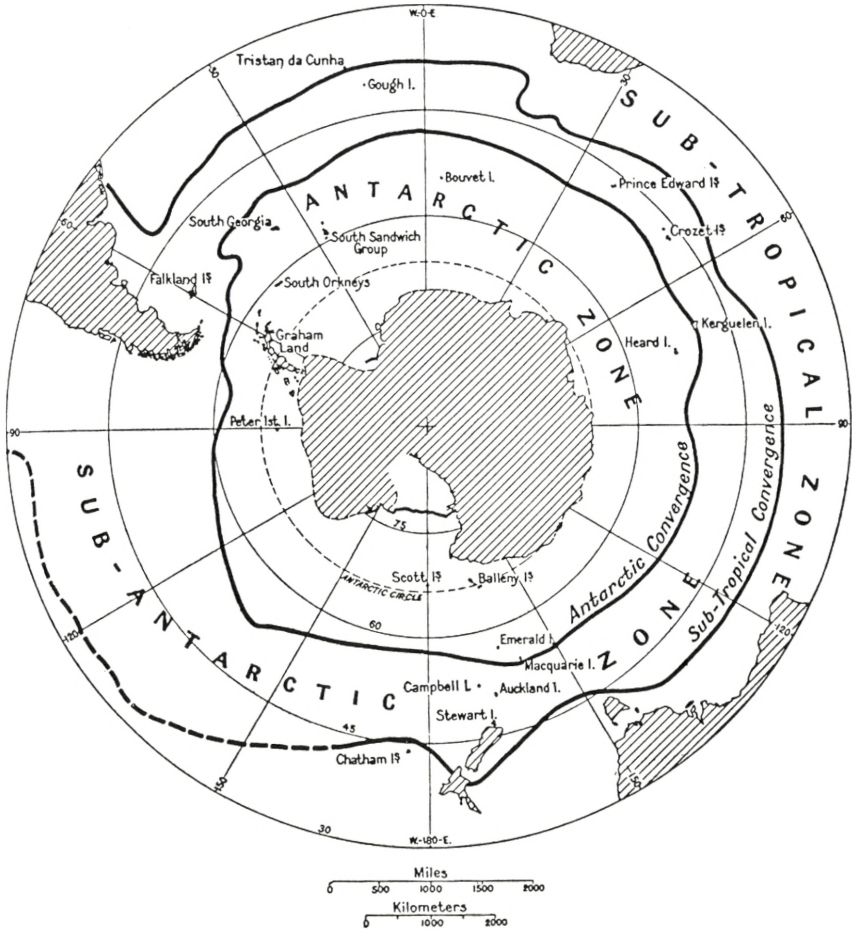 W-0-E
Tristan da Cunha
Gough I.
30
SUB-TROPICAL ZONE
Bouvet I.
Prince Edward Is
ANTARCTIC ZONE
60
60
South Georgia
South Sandwich
Group
Crozet Is
Falkland Is
South Orkneys
Graham
Land
Kerguelen I.
Heard I.
Peter Ist. I.
90
90
Antarctic Convergence
Sub-Tropical Convergence
75
Scott Is
Balleny Is
ANTARCTIC CIRCLE
SUB-ANTARCTIC ZONE
120
120
60
Emerald I.
Macquarie I.
Campbell I.
Auckland I.
Stewart I.
45
Chatham Is
150
150
30
W-180-E.
Miles
0 500 1000 1500 2000
Kilometers
0 1000 2000